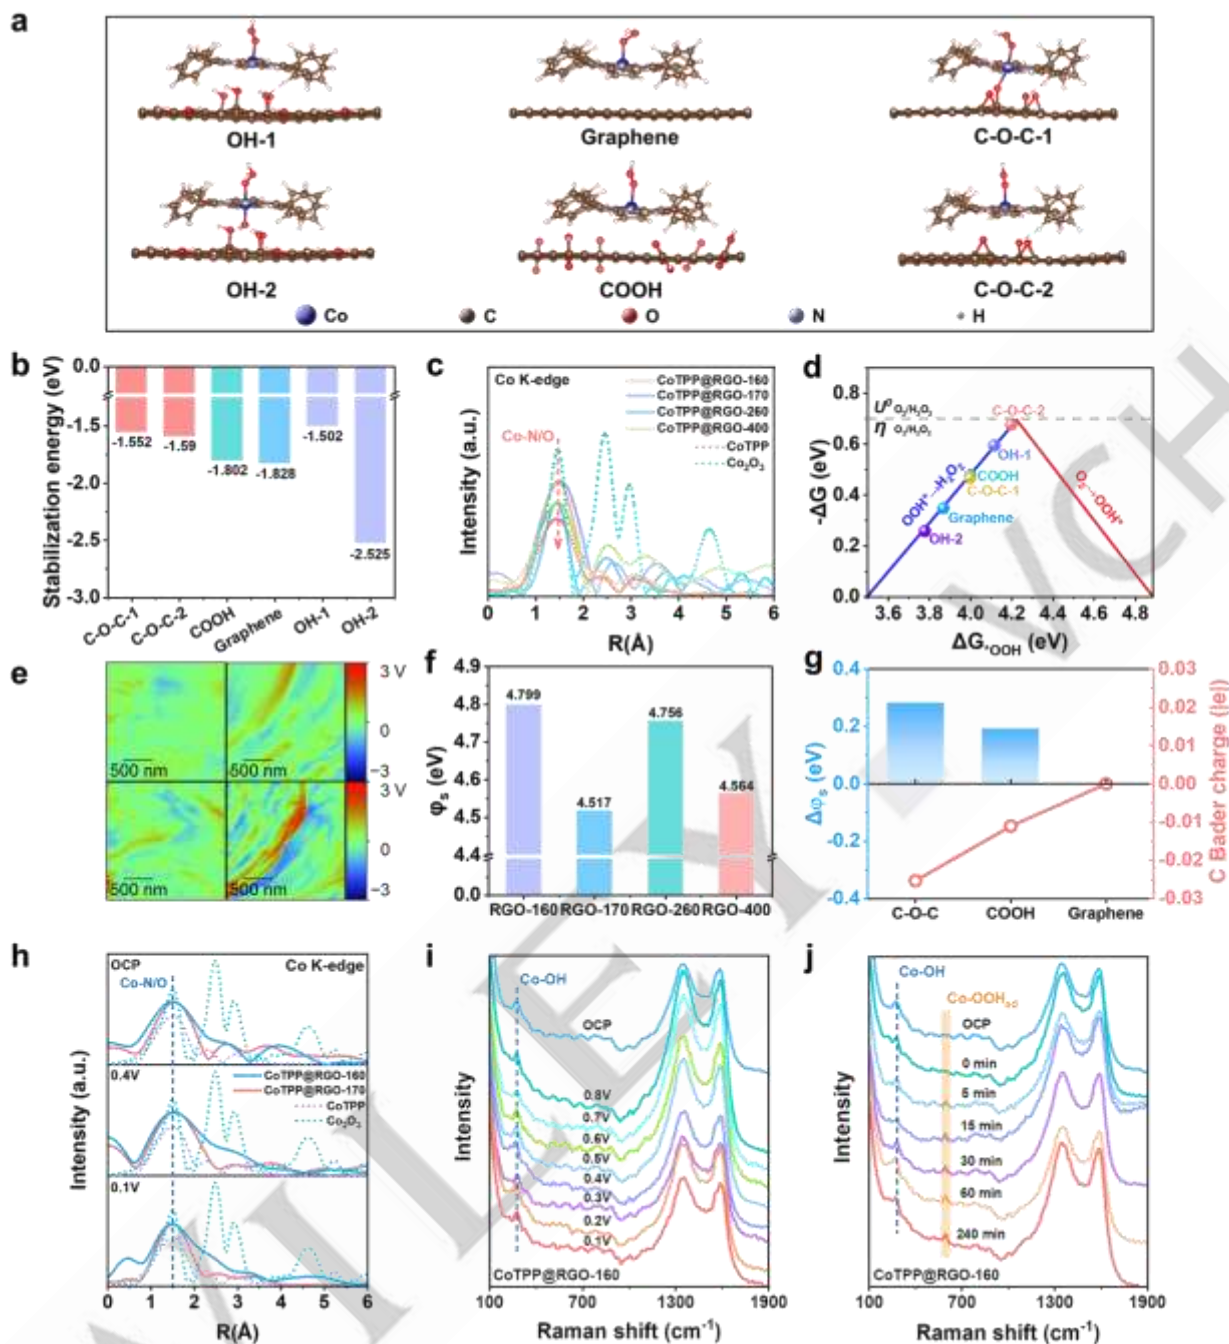 a
OH-1
Graphene
C-O-C-1
OH-2
COOH
C-O-C-2
Co
C
O
N
H
b
Stabilization energy (eV)
0.0
-1.5
-2.0
-2.5
-3.0
-1.552
-1.59
-1.802
-1.828
-1.502
-2.525
C-O-C-1
C-O-C-2
COOH
Graphene
OH-1
OH-2
c
Co K-edge
CoTPP@RGO-160
CoTPP@RGO-170
CoTPP@RGO-260
CoTPP@RGO-400
CoTPP
Co₂O₃
Co-N/O
Intensity (a.u.)
0 1 2 3 4 5 6
R(Å)
d
-ΔG (eV)
0.8
0.6
0.4
0.2
0.0
U⁰ O₂/H₂O₂
η O₂/H₂O₂
C-O-C-2
OH-1
COOH
C-O-C-1
Graphene
OH-2
OOH*→H₂O₂
O₂→OOH*
3.6 3.8 4.0 4.2 4.4 4.6 4.8
ΔG*OOH (eV)
e
500 nm
500 nm
500 nm
500 nm
3 V
0
−3
3 V
0
−3
f
φs (eV)
4.9
4.8
4.7
4.6
4.5
4.4
0.0
4.799
4.517
4.756
4.564
RGO-160
RGO-170
RGO-260
RGO-400
g
Δφs (eV)
0.4
0.2
0.0
-0.2
-0.4
C Bader charge (|e|)
0.03
0.02
0.01
0.00
-0.01
-0.02
-0.03
C-O-C
COOH
Graphene
h
OCP
Co K-edge
Co-N/O
0.4V
CoTPP@RGO-160
CoTPP@RGO-170
CoTPP
Co₂O₃
0.1V
Intensity (a.u.)
0 1 2 3 4 5 6
R(Å)
i
Co-OH
OCP
0.8V
0.7V
0.6V
0.5V
0.4V
0.3V
0.2V
0.1V
CoTPP@RGO-160
Intensity
100 700 1300 1900
Raman shift (cm⁻¹)
j
Co-OH
Co-OOHad
OCP
0 min
5 min
15 min
30 min
60 min
240 min
CoTPP@RGO-160
Intensity
100 700 1300 1900
Raman shift (cm⁻¹)
WILEY
VCH